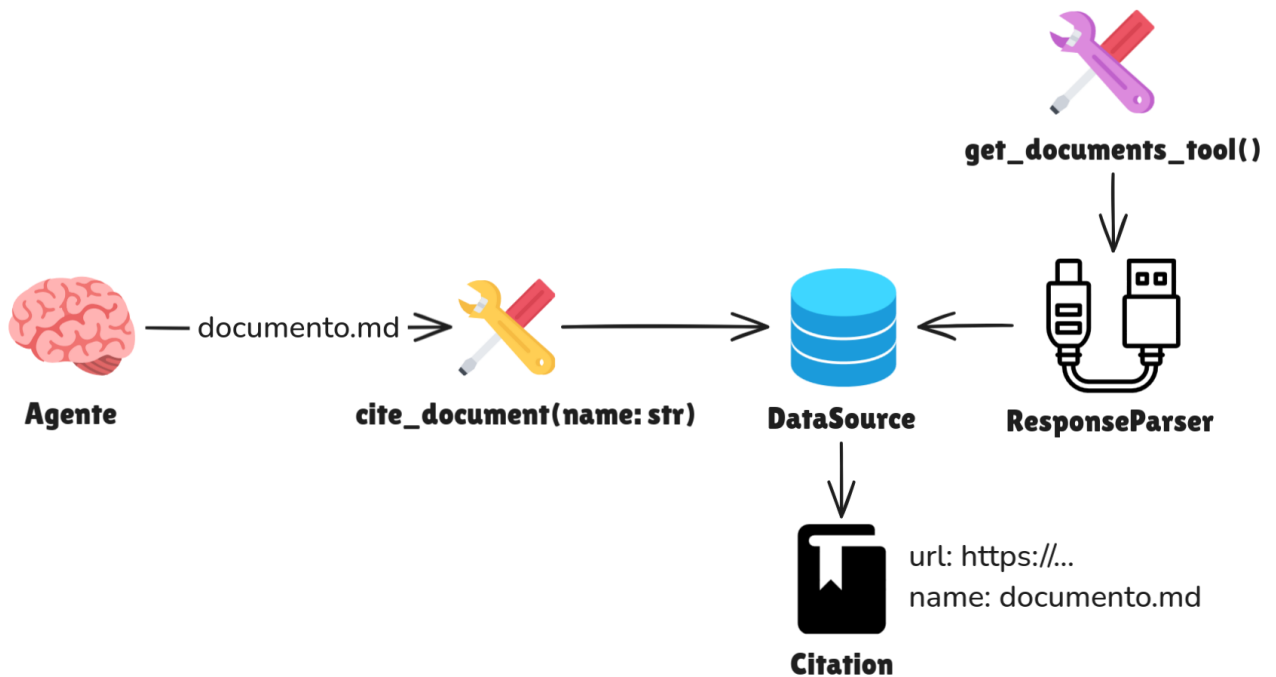 get_documents_tool()
documento.md
Agente
cite_document(name: str)
DataSource
ResponseParser
url: https://...
name: documento.md
Citation